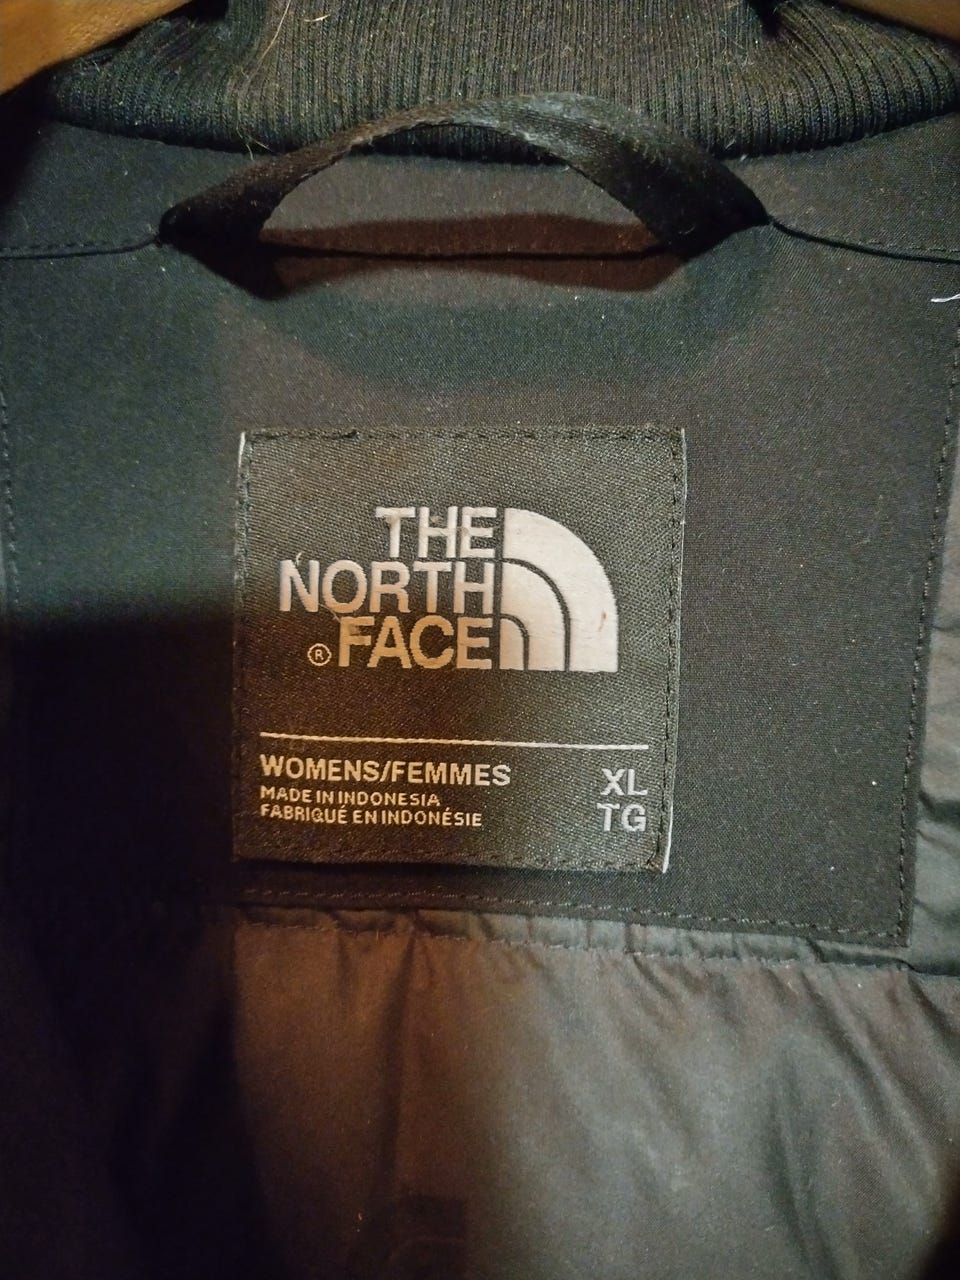 THE
NORTH
® FACE
WOMENS/FEMMES
MADE IN INDONESIA
FABRIQUÉ EN INDONÉSIE
XL
TG